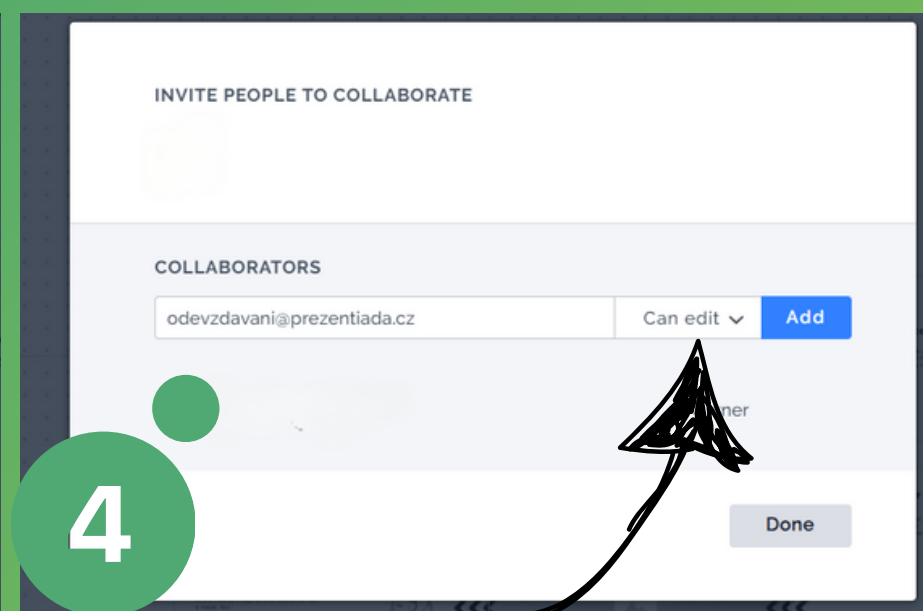 INVITE PEOPLE TO COLLABORATE
COLLABORATORS
odevzdavani@prezentiada.cz Can edit Add
4
Done